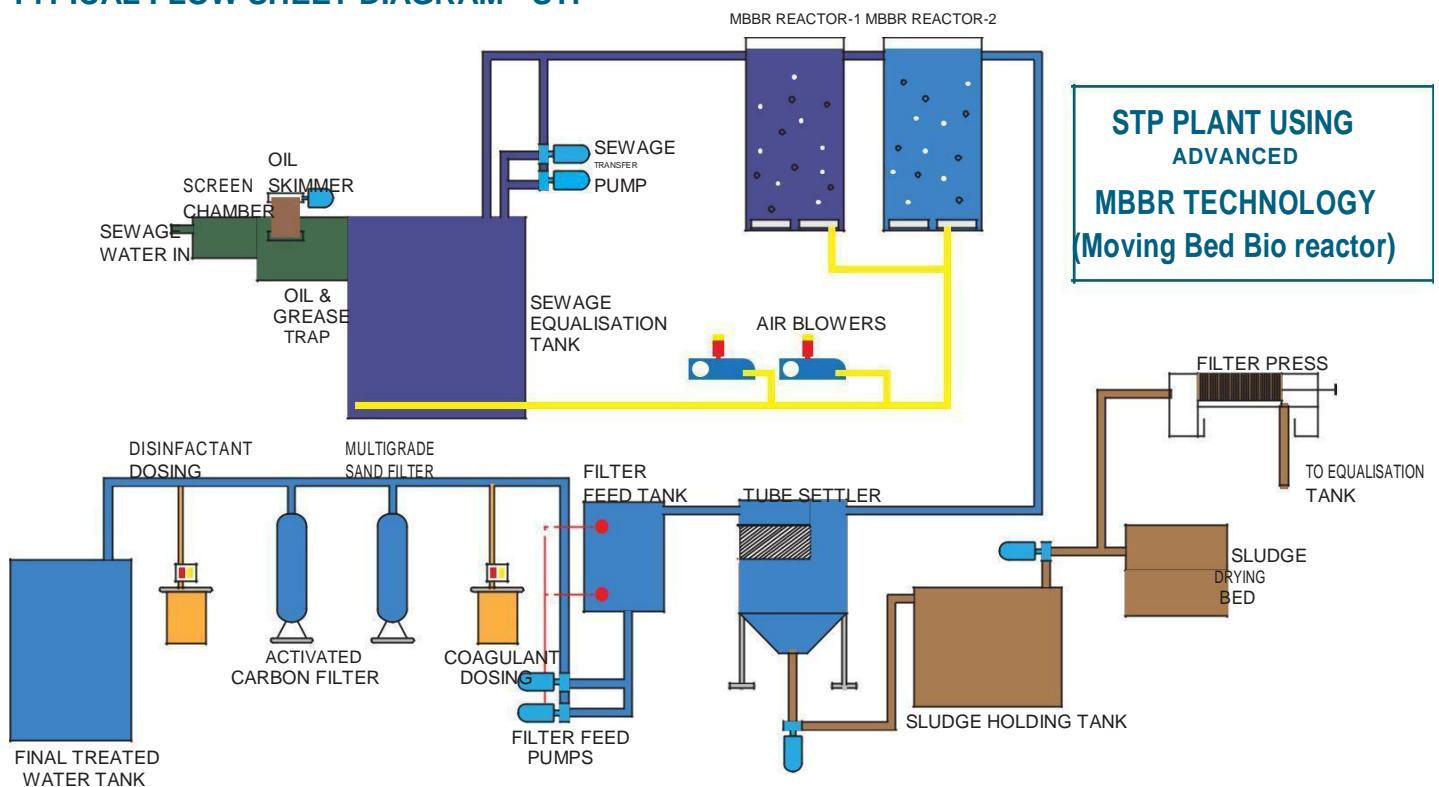 MBBR REACTOR-1 MBBR REACTOR-2
STP PLANT USING
ADVANCED
MBBR TECHNOLOGY
(Moving Bed Bio reactor)
SEWAGE
TRANSFER
PUMP
OIL
SKIMMER
SCREEN
CHAMBER
SEWAGE
WATER IN
OIL &
GREASE
TRAP
SEWAGE
EQUALISATION
TANK
AIR BLOWERS
FILTER PRESS
TO EQUALISATION
TANK
DISINFACTANT
DOSING
MULTIGRADE
SAND FILTER
FILTER
FEED TANK
TUBE SETTLER
SLUDGE
DRYING
BED
ACTIVATED
CARBON FILTER
COAGULANT
DOSING
FILTER FEED
PUMPS
SLUDGE HOLDING TANK
FINAL TREATED
WATER TANK